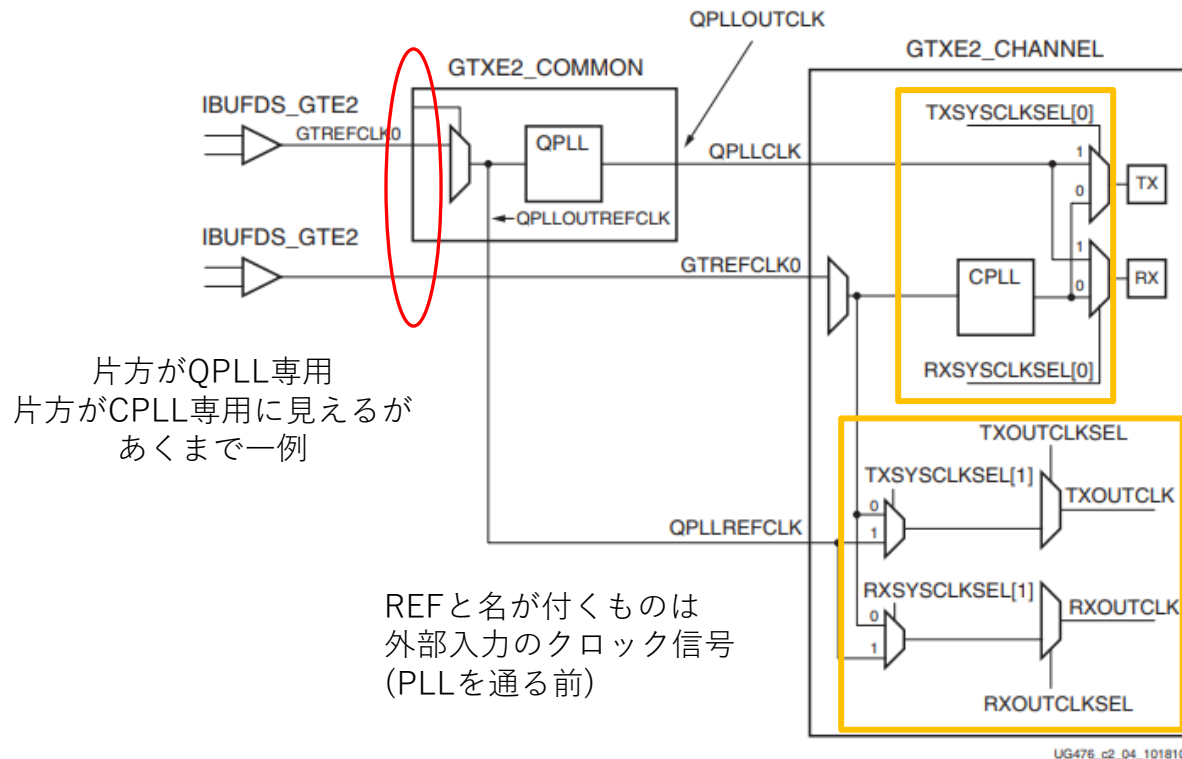 QPLLOUTCLK
GTXE2_COMMON
GTXE2_CHANNEL
IBUFDS_GTE2
GTREFCLK0
QPLL
QPLLCLK
TXSYSCLKSEL[0]
1
0
TX
←QPLLOUTREFCLK
IBUFDS_GTE2
GTREFCLK0
CPLL
1
0
RX
RXSYSCLKSEL[0]
片方がQPLL専用
片方がCPLL専用に見えるが
あくまで一例
TXOUTCLKSEL
TXSYSCLKSEL[1]
0
1
TXOUTCLK
QPLLREFCLK
REFと名が付くものは
外部入力のクロック信号
(PLLを通る前)
RXSYSCLKSEL[1]
0
1
RXOUTCLK
RXOUTCLKSEL
UG476_c2_04_101810